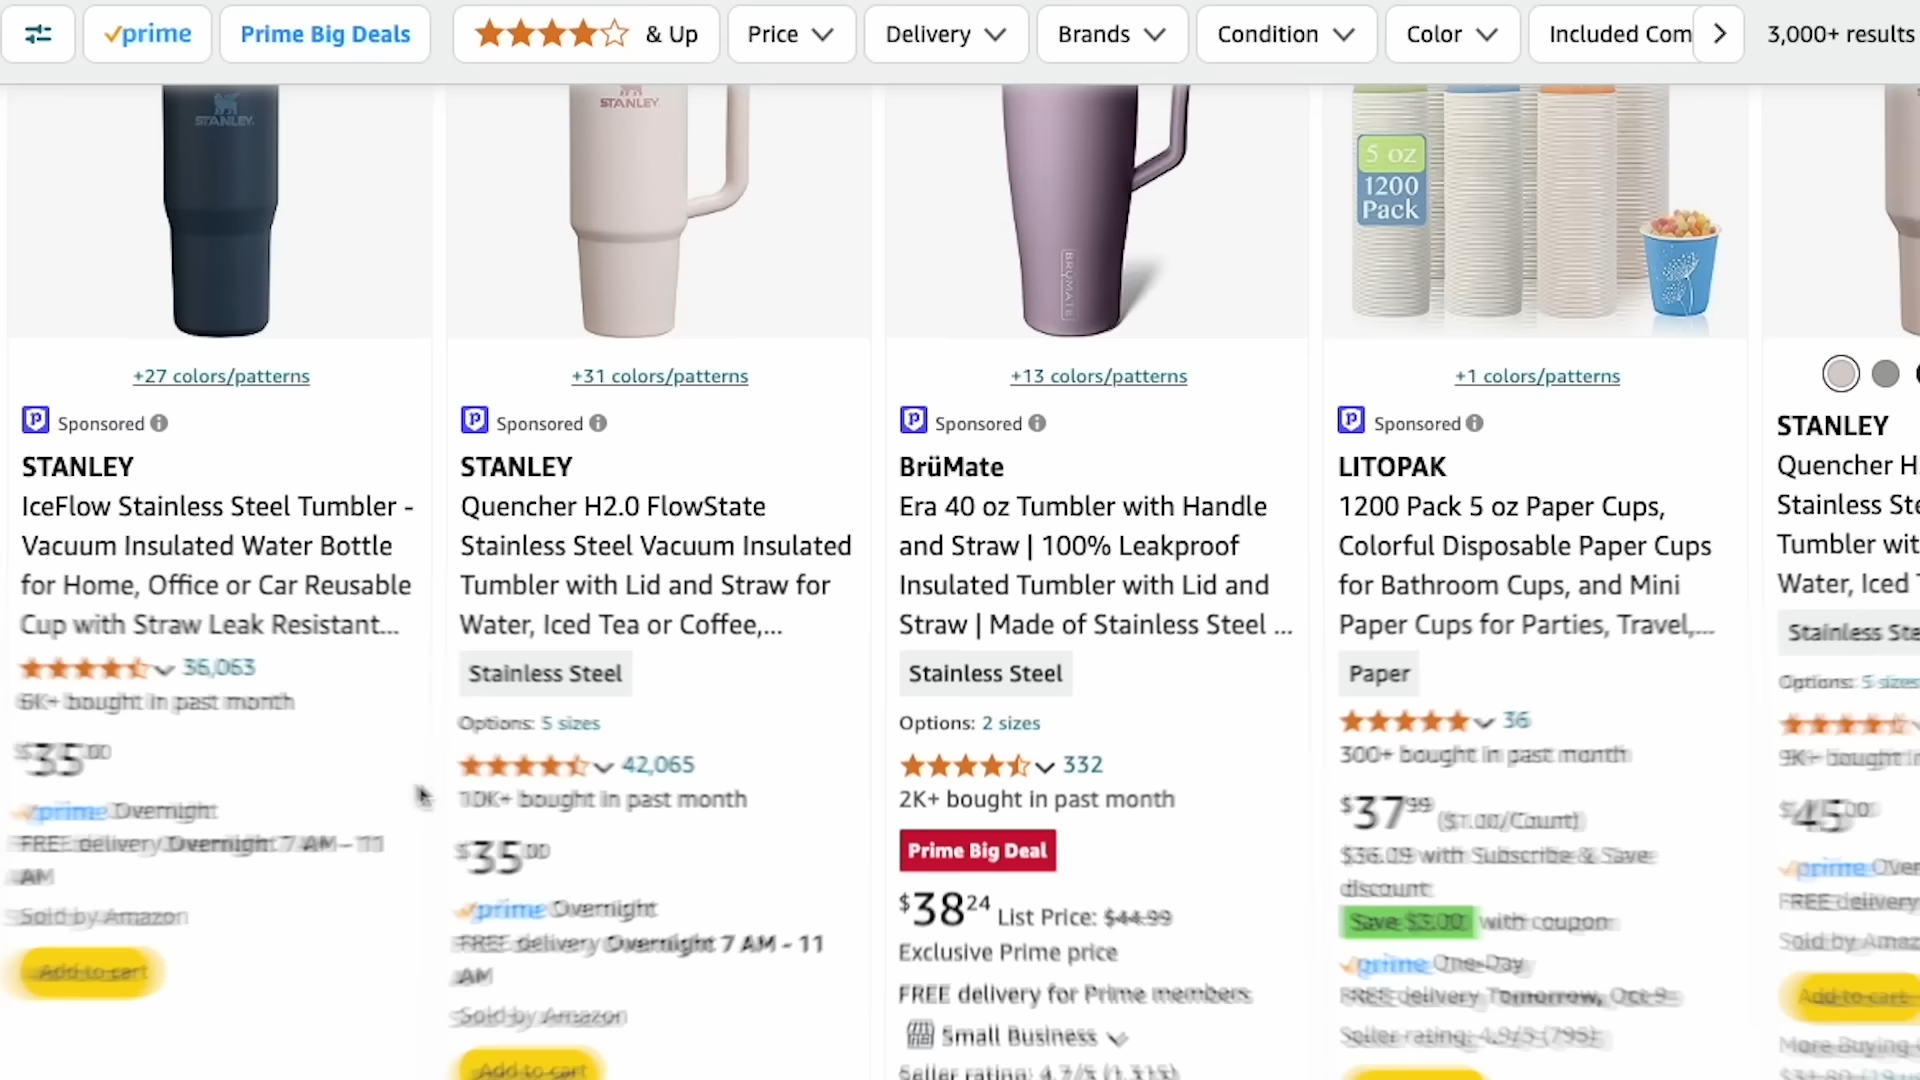 prime
Prime Big Deals
& Up
Price
Delivery
Brands
Condition
Color
Included Com
3,000+ results
STANLEY
+27 colors/patterns
Sponsored
STANLEY
IceFlow Stainless Steel Tumbler -
Vacuum Insulated Water Bottle
for Home, Office or Car Reusable
Cup with Straw Leak Resistant...
36,063
6K+ bought in past month
$35 00
prime Overnight
FREE delivery Overnight 7 AM - 11
AM
Sold by Amazon
Add to cart
STANLEY
+31 colors/patterns
Sponsored
STANLEY
Quencher H2.0 FlowState
Stainless Steel Vacuum Insulated
Tumbler with Lid and Straw for
Water, Iced Tea or Coffee,...
Stainless Steel
Options: 5 sizes
42,065
10K+ bought in past month
$35 00
prime Overnight
FREE delivery Overnight 7 AM - 11
AM
Sold by Amazon
Add to cart
BRÜMATE
+13 colors/patterns
Sponsored
BrüMate
Era 40 oz Tumbler with Handle
and Straw | 100% Leakproof
Insulated Tumbler with Lid and
Straw | Made of Stainless Steel ...
Stainless Steel
Options: 2 sizes
332
2K+ bought in past month
Prime Big Deal
$38 24 List Price: $44.99
Exclusive Prime price
FREE delivery for Prime members
Small Business
Seller rating: 4.7/5 (1,315)
5 oz
1200
Pack
+1 colors/patterns
Sponsored
LITOPAK
1200 Pack 5 oz Paper Cups,
Colorful Disposable Paper Cups
for Bathroom Cups, and Mini
Paper Cups for Parties, Travel,...
Paper
36
300+ bought in past month
$37 99 ($1.00/Count)
$36.09 with Subscribe & Save
discount
Save $3.00 with coupon
prime One-Day
FREE delivery Tomorrow, Oct 9
Seller rating: 4.9/5 (795)
STANLEY
Quencher H
Stainless Ste
Tumbler wit
Water, Iced T
Stainless Ste
Options: 5 sizes
9K+ bought in
$45 00
prime Over
FREE delivery
Sold by Amaz
Add to cart
More Buying